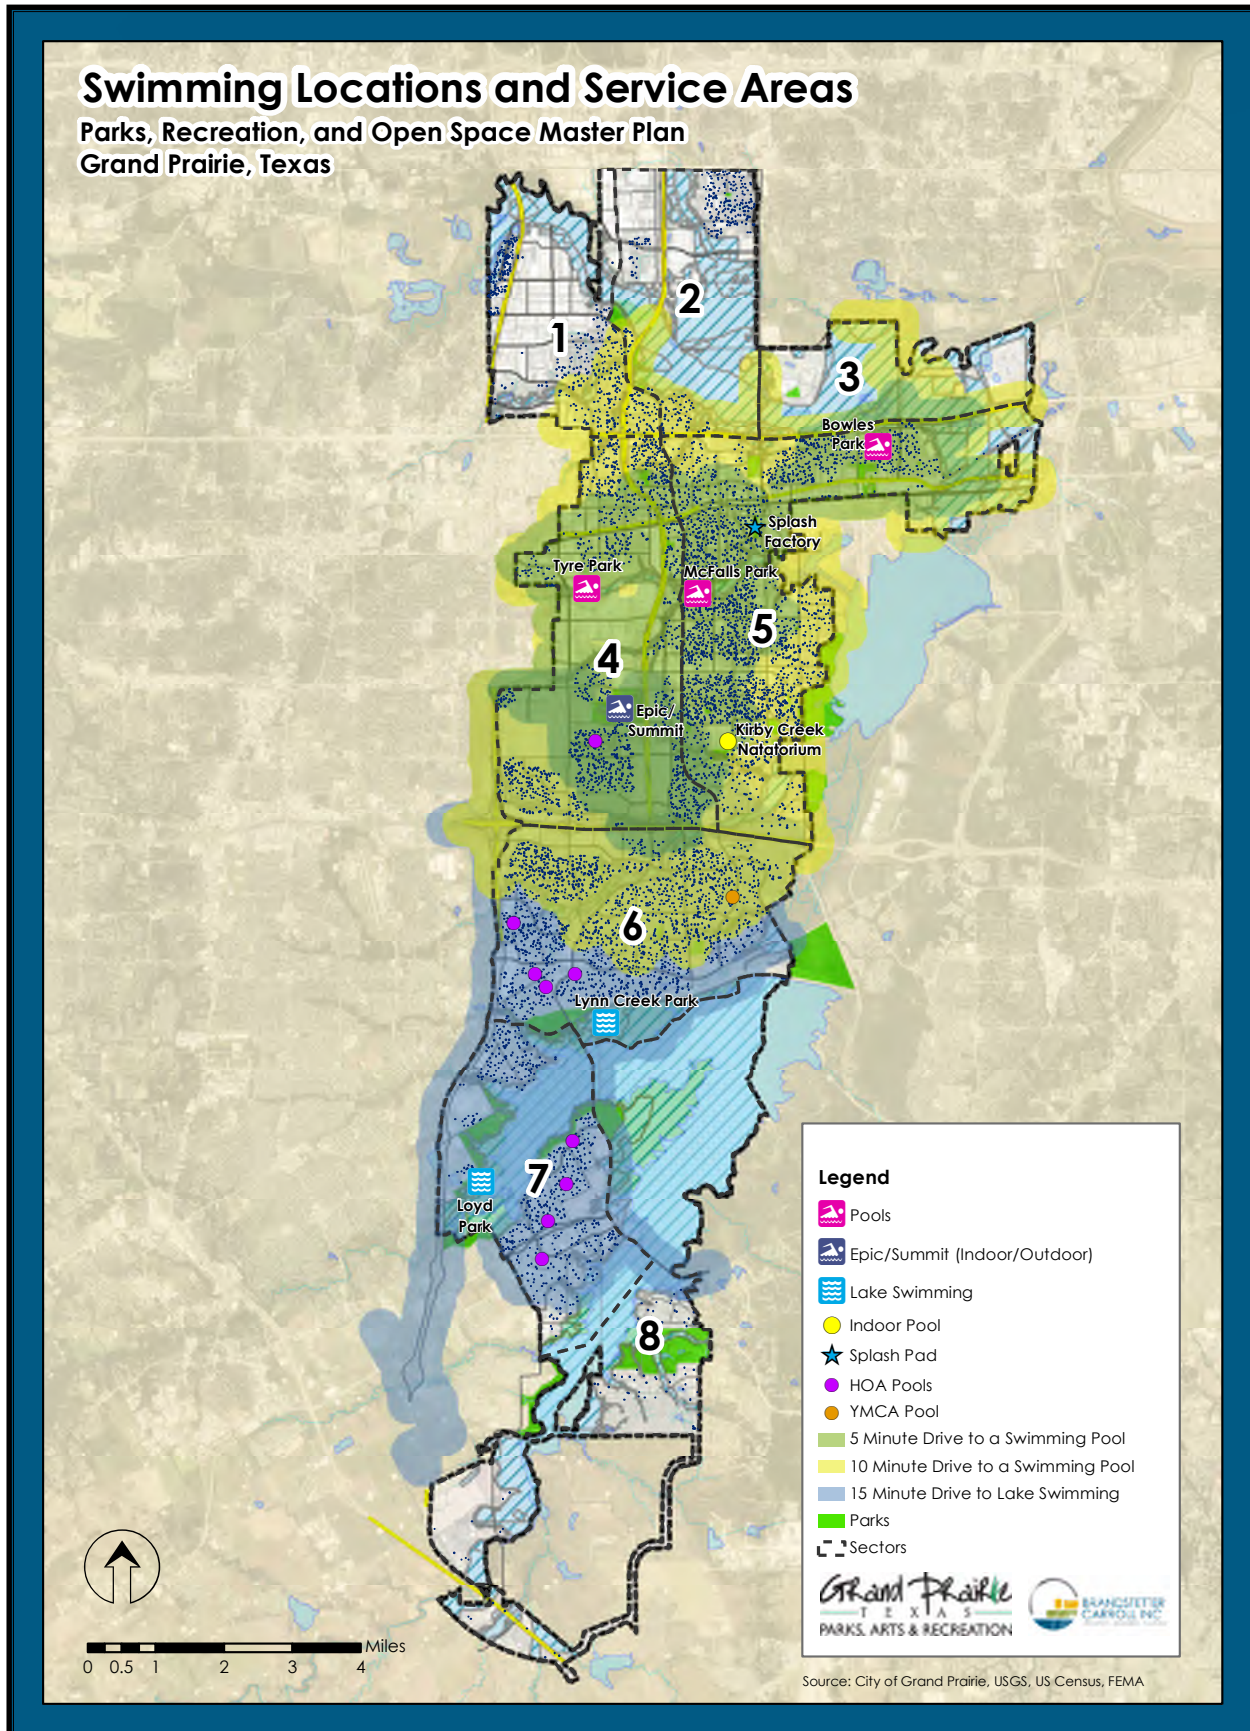 Swimming Locations and Service Areas
Parks, Recreation, and Open Space Master Plan
Grand Prairie, Texas
1
2
3
Bowles
Park
Splash
Factory
Tyre Park
McFalls Park
5
4
Epic/
Summit
Kirby Creek
Natatorium
6
Lynn Creek Park
7
Loyd
Park
8
Legend
Pools
Epic/Summit (Indoor/Outdoor)
Lake Swimming
Indoor Pool
Splash Pad
HOA Pools
YMCA Pool
5 Minute Drive to a Swimming Pool
10 Minute Drive to a Swimming Pool
15 Minute Drive to Lake Swimming
Parks
Sectors
Grand Prairie
TEXAS
PARKS, ARTS & RECREATION
BRANDSTETTER
CARROLL INC
Miles
0 0.5 1 2 3 4
Source: City of Grand Prairie, USGS, US Census, FEMA